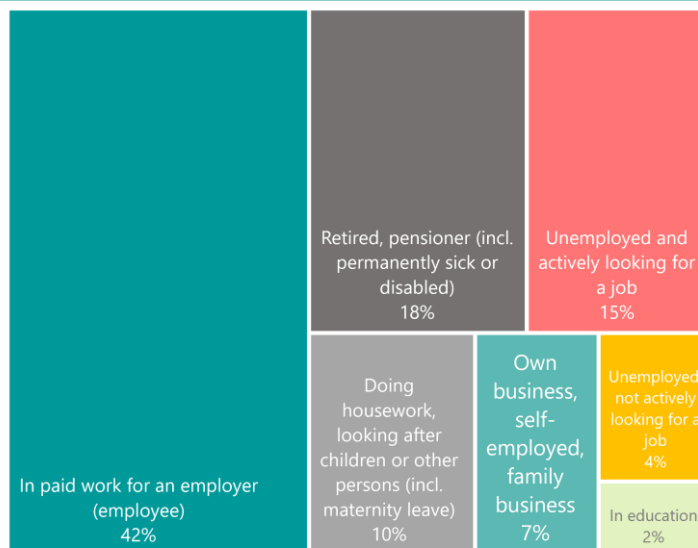 Retired, pensioner (incl.
permanently sick or
disabled)
18%
Unemployed and
actively looking for
a job
15%
In paid work for an employer
(employee)
42%
Doing
housework,
looking after
children or other
persons (incl.
maternity leave)
10%
Own
business,
self-
employed,
family
business
7%
Unemployed,
not actively
looking for a
job
4%
In education
2%